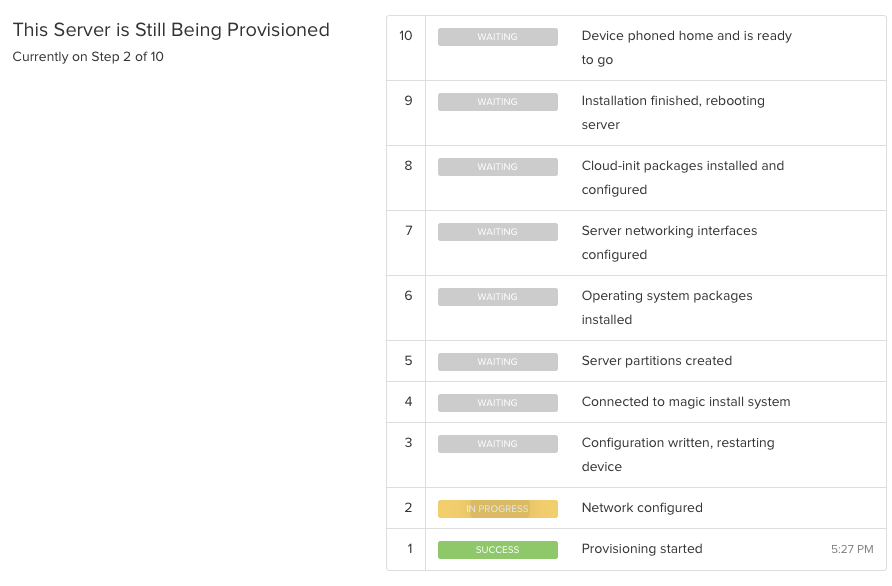 This Server is Still Being Provisioned
Currently on Step 2 of 10
10 WAITING Device phoned home and is ready
to go
9 WAITING Installation finished, rebooting
server
8 WAITING Cloud-init packages installed and
configured
7 WAITING Server networking interfaces
configured
6 WAITING Operating system packages
installed
5 WAITING Server partitions created
4 WAITING Connected to magic install system
3 WAITING Configuration written, restarting
device
2 IN PROGRESS Network configured
1 SUCCESS Provisioning started 5:27 PM